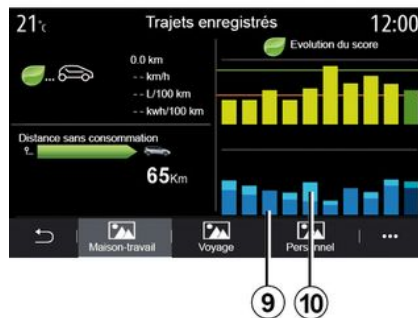 21°c
Trajets enregistrés
12:00
0.0 km
-- km/h
-- L/100 km
-- kwh/100 km
Evolution du score
Distance sans consommation
65Km
Maison-travail
Voyage
Personnel
9
10